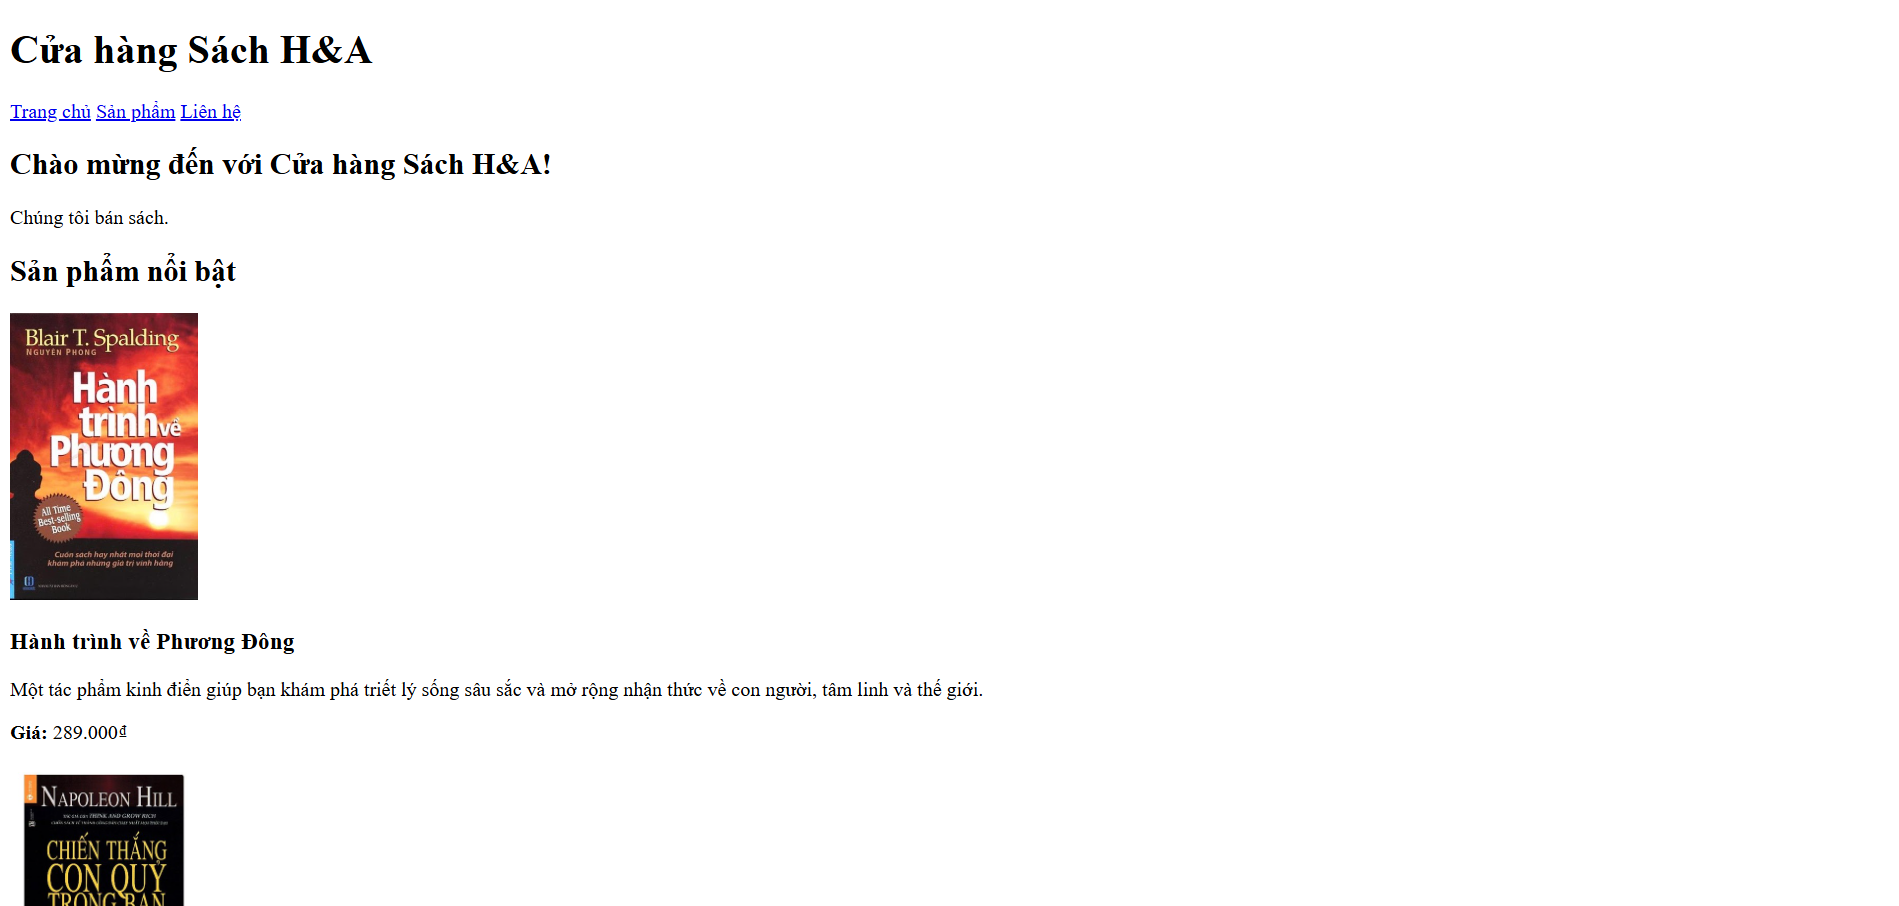 Cửa hàng Sách H&A
Trang chủ Sản phẩm Liên hệ
Chào mừng đến với Cửa hàng Sách H&A!
Chúng tôi bán sách.
Sản phẩm nổi bật
Blair T. Spalding
NGUYÊN PHONG
Hành
trình về
Phương
Đông
All Time
Best-selling
Book
Cuốn sách hay nhất mọi thời đại
khám phá những giá trị vĩnh hằng
Hành trình về Phương Đông
Một tác phẩm kinh điển giúp bạn khám phá triết lý sống sâu sắc và mở rộng nhận thức về con người, tâm linh và thế giới.
Giá: 289.000₫
NAPOLEON HILL
CHIẾN THẮNG
CON QUỶ
TRONG BẠN